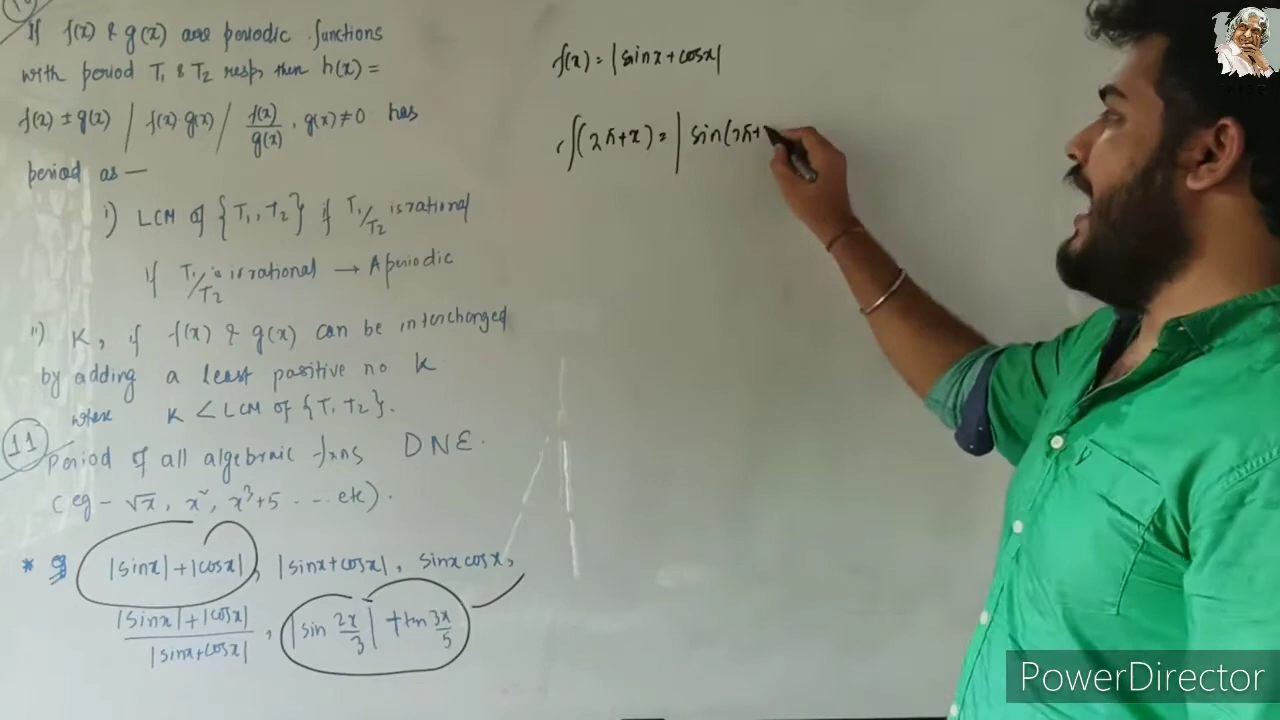 10
If f(x) & g(x) are periodic functions
with period T₁ & T₂ resp, then h(x) =
f(x) ± g(x) / f(x) g(x) / f(x)/g(x) , g(x) ≠ 0 has
period as —
i) LCM of {T₁, T₂} if T₁/T₂ is rational
if T₁/T₂ is irrational → Aperiodic
ii) K, if f(x) & g(x) can be interchanged
by adding a least positive no K
where K < LCM of {T₁, T₂}.
11
Period of all algebraic fxns DNE.
(eg – √x, x², x³+5 ... etc).
* |sinx|+|cosx|, |sinx+cosx|, sinx cosx,
|sinx|+|cosx| / |sinx+cosx| , |sin 2x/3| + tan 3x/5
f(x) = |sinx+cosx|
f(2π+x) = | sin(2π+
PowerDirector